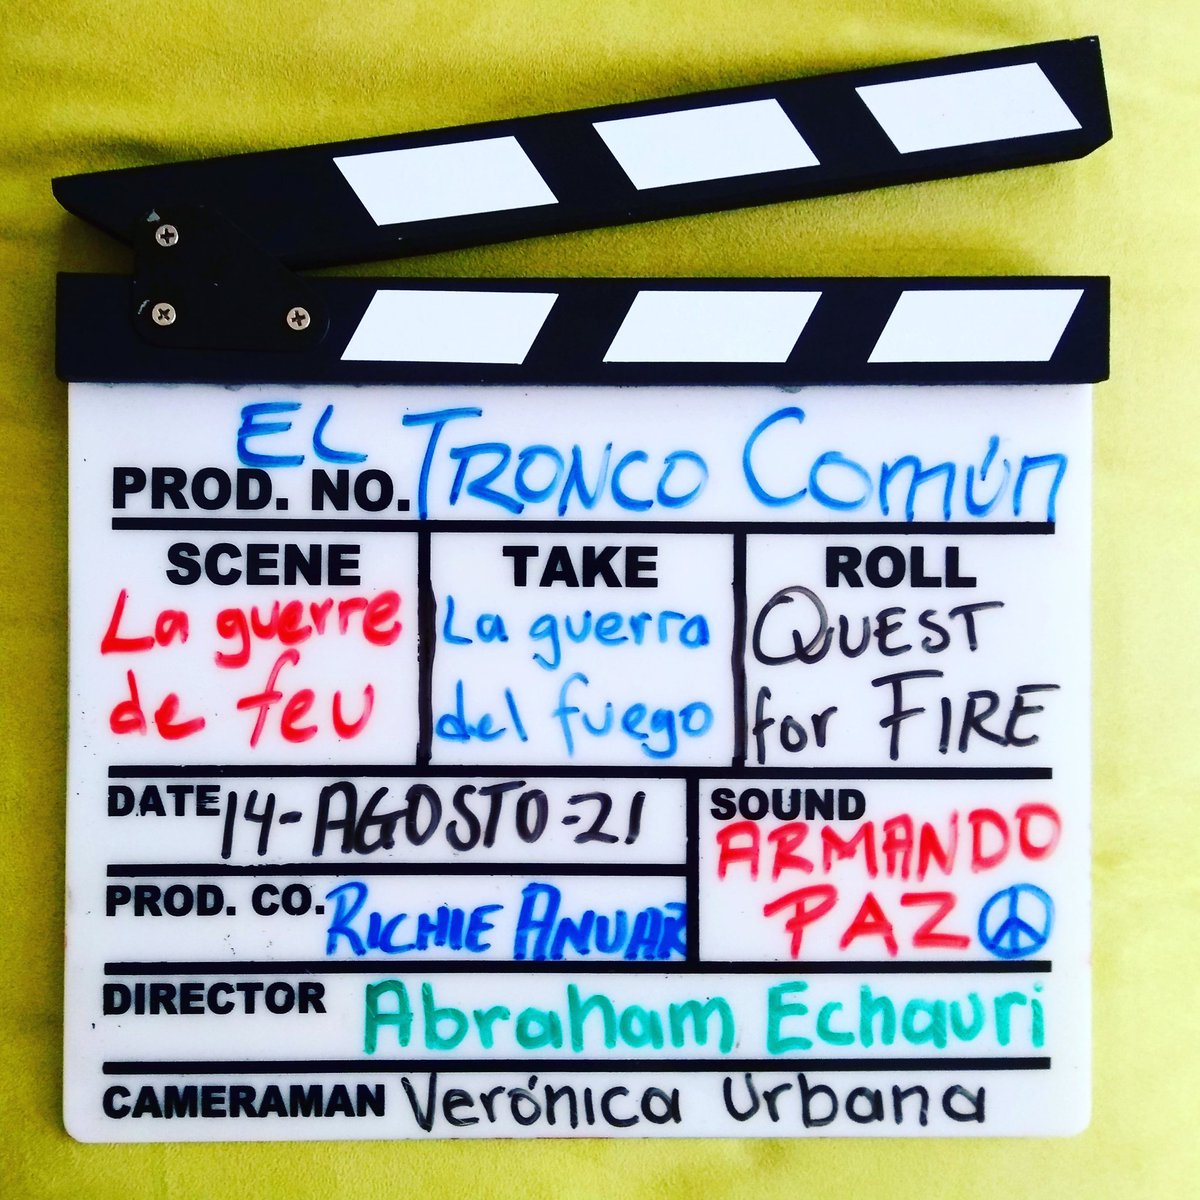 EL TRONCO Común
PROD. NO.
SCENE
La guerre
de feu
TAKE
La guerra
del fuego
ROLL
QUEST
for FIRE
DATE 14-AGOSTO-21
SOUND
ARMANDO
PAZ
PROD. CO. RICHIE ANUAR
DIRECTOR Abraham Echauri
CAMERAMAN Verónica Urbana